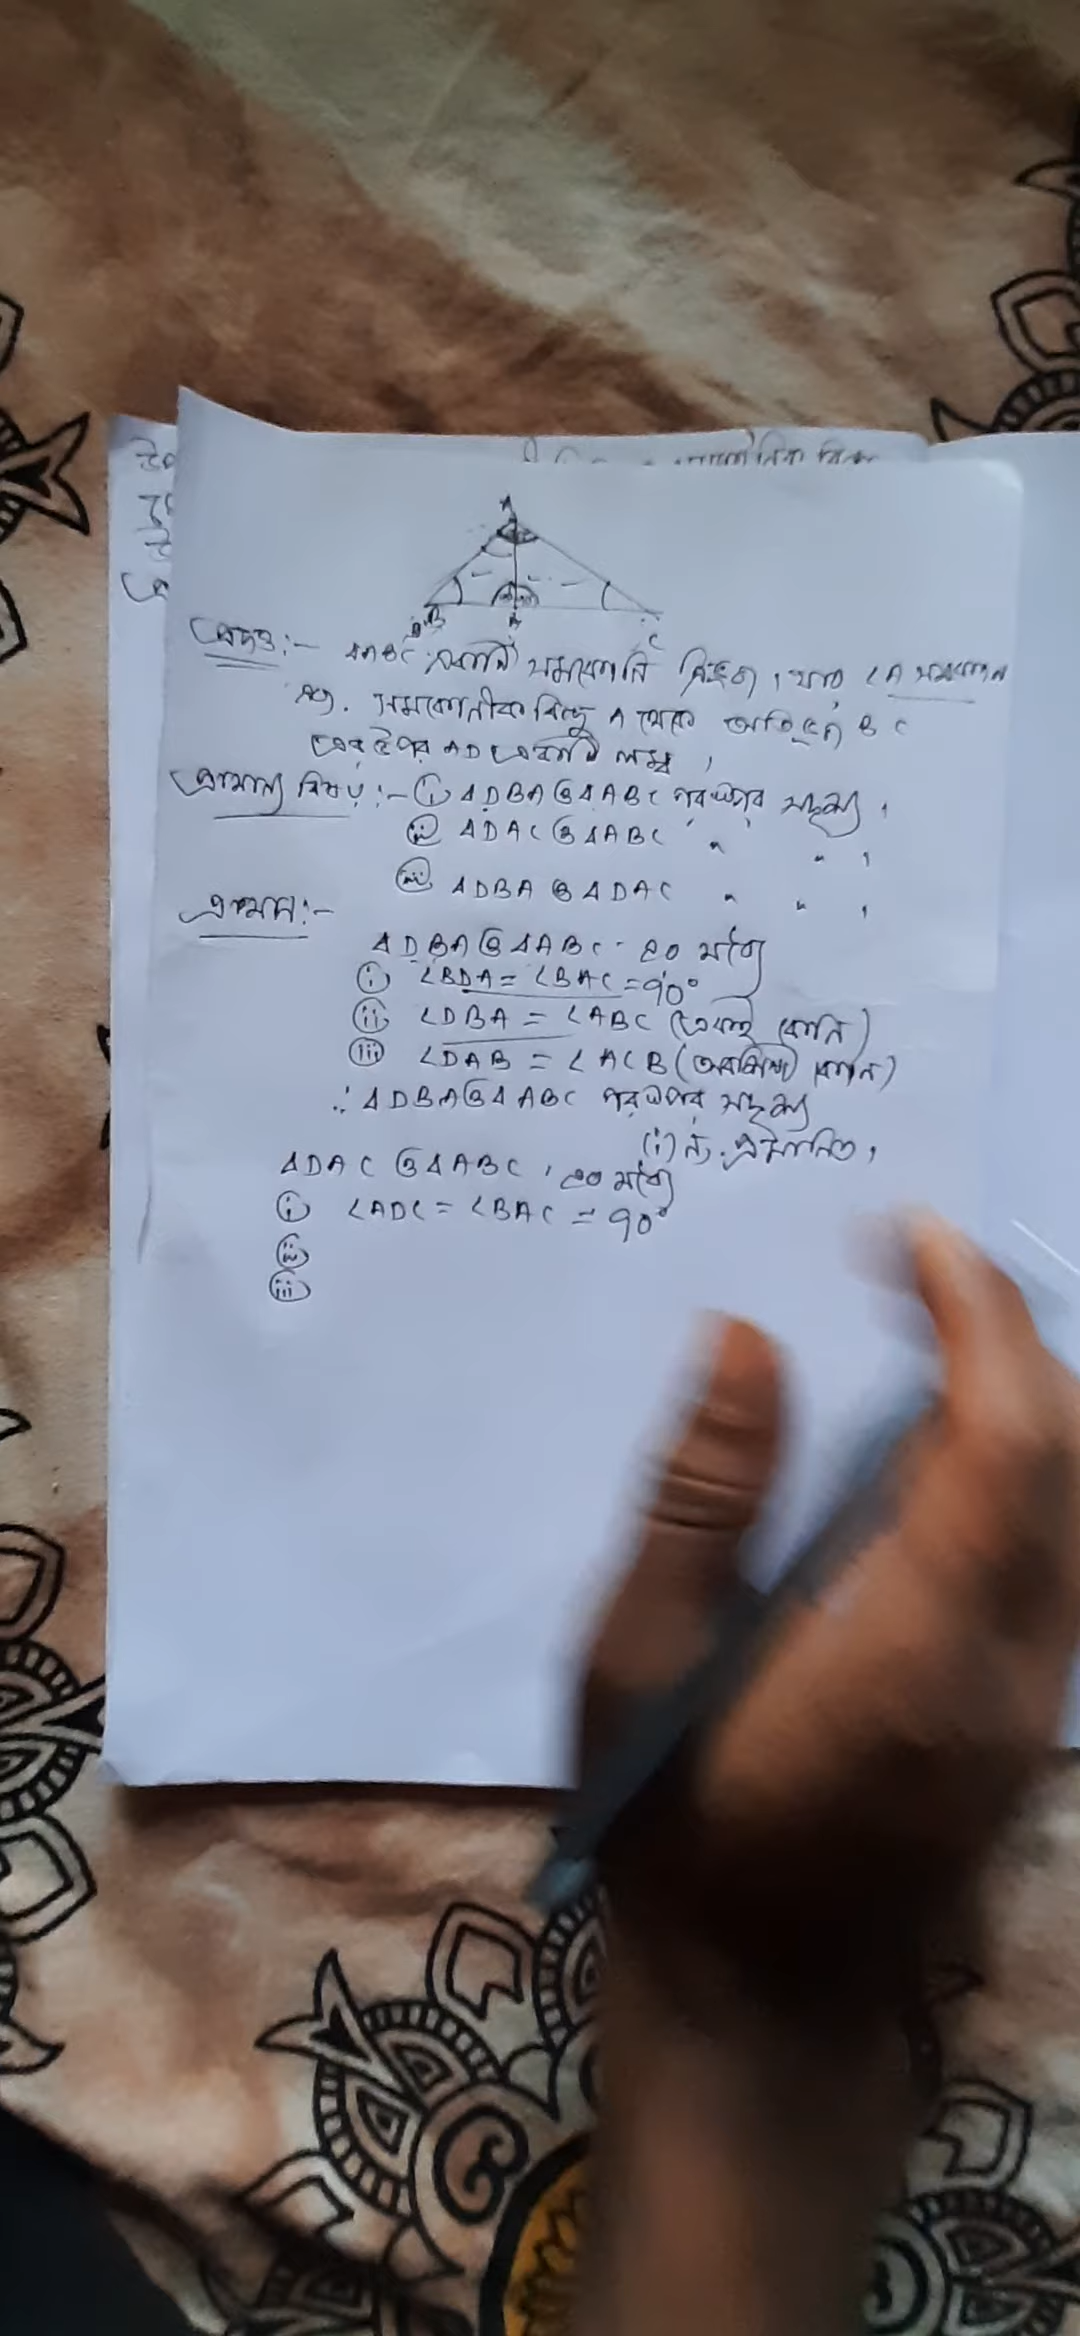 A
B
D
C
প্রদত্ত:- ΔABC একটি সমকোণী ত্রিভুজ, যার ∠A সমকোণ
সমকৌনীক বিন্দু A থেকে অতিভুজ BC
এর উপর AD একটি লম্ব ,
প্রমান্য বিষয়:- (i) ΔDBA ও ΔABC পরস্পর সদৃশ্য ,
(ii) ΔDAC ও ΔABC " " ,
(iii) ΔDBA ও ΔDAC " " ,
প্রমান:-
ΔDBA ও ΔABC এর মধ্যে
(i) ∠BDA = ∠BAC = 90°
(ii) ∠DBA = ∠ABC (একই কোন)
(iii) ∠DAB = ∠ACB (অবশিষ্ট কোন)
∴ ΔDBA ও ΔABC পরস্পর সদৃশ্য
(i) নং প্রমানিত ,
ΔDAC ও ΔABC , এর মধ্যে
(i) ∠ADC = ∠BAC = 90°
(ii)
(iii)